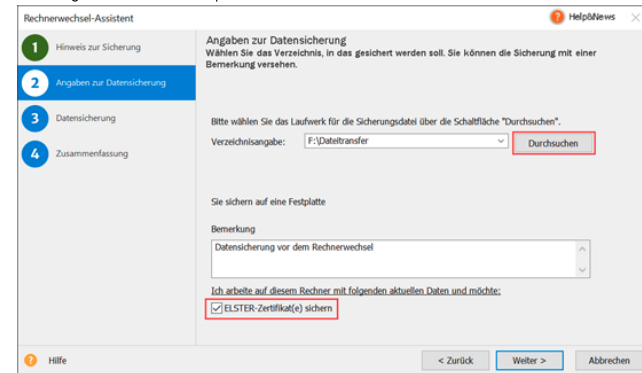 Rechnerwechsel-Assistent
Help&News
1 Hinweis zur Sicherung
2 Angaben zur Datensicherung
3 Datensicherung
4 Zusammenfassung
Angaben zur Datensicherung
Wählen Sie das Verzeichnis, in das gesichert werden soll. Sie können die Sicherung mit einer
Bemerkung versehen.
Bitte wählen Sie das Laufwerk für die Sicherungsdatei über die Schaltfläche "Durchsuchen".
Verzeichnisangabe: F:\Dateitransfer Durchsuchen
Sie sichern auf eine Festplatte
Bemerkung
Datensicherung vor dem Rechnerwechsel
Ich arbeite auf diesem Rechner mit folgenden aktuellen Daten und möchte:
ELSTER-Zertifikat(e) sichern
Hilfe < Zurück Weiter > Abbrechen